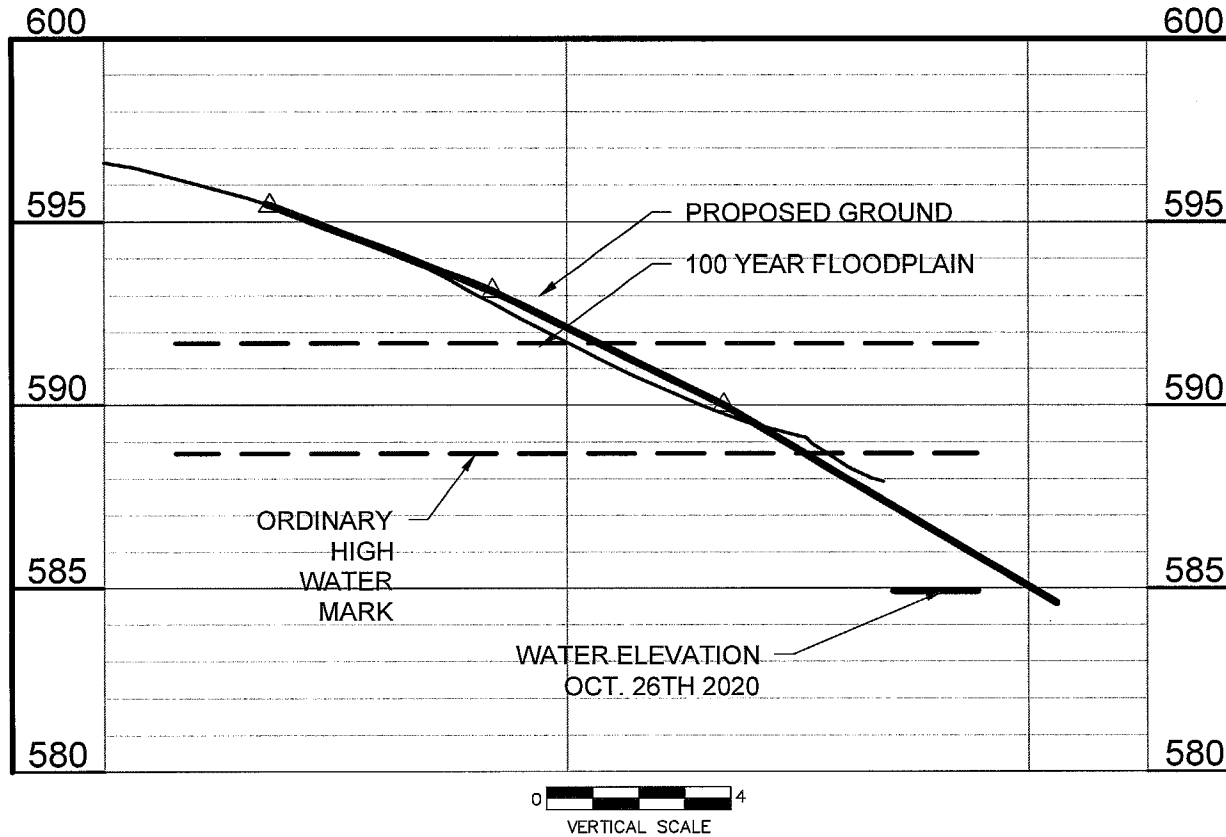 600 600
595 595
PROPOSED GROUND
100 YEAR FLOODPLAIN
590 590
ORDINARY
HIGH
WATER
MARK
585 585
WATER ELEVATION
OCT. 26TH 2020
580 580
0 4
VERTICAL SCALE